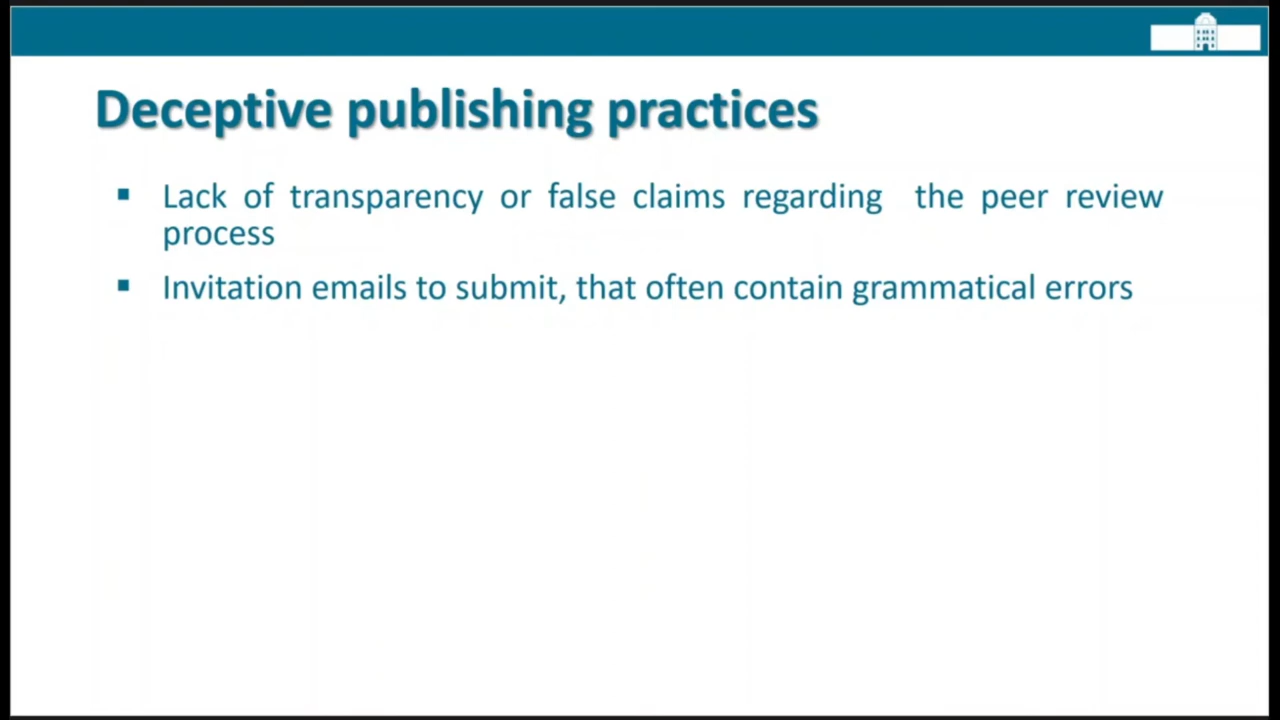 Deceptive publishing practices
Lack of transparency or false claims regarding the peer review
process
Invitation emails to submit, that often contain grammatical errors